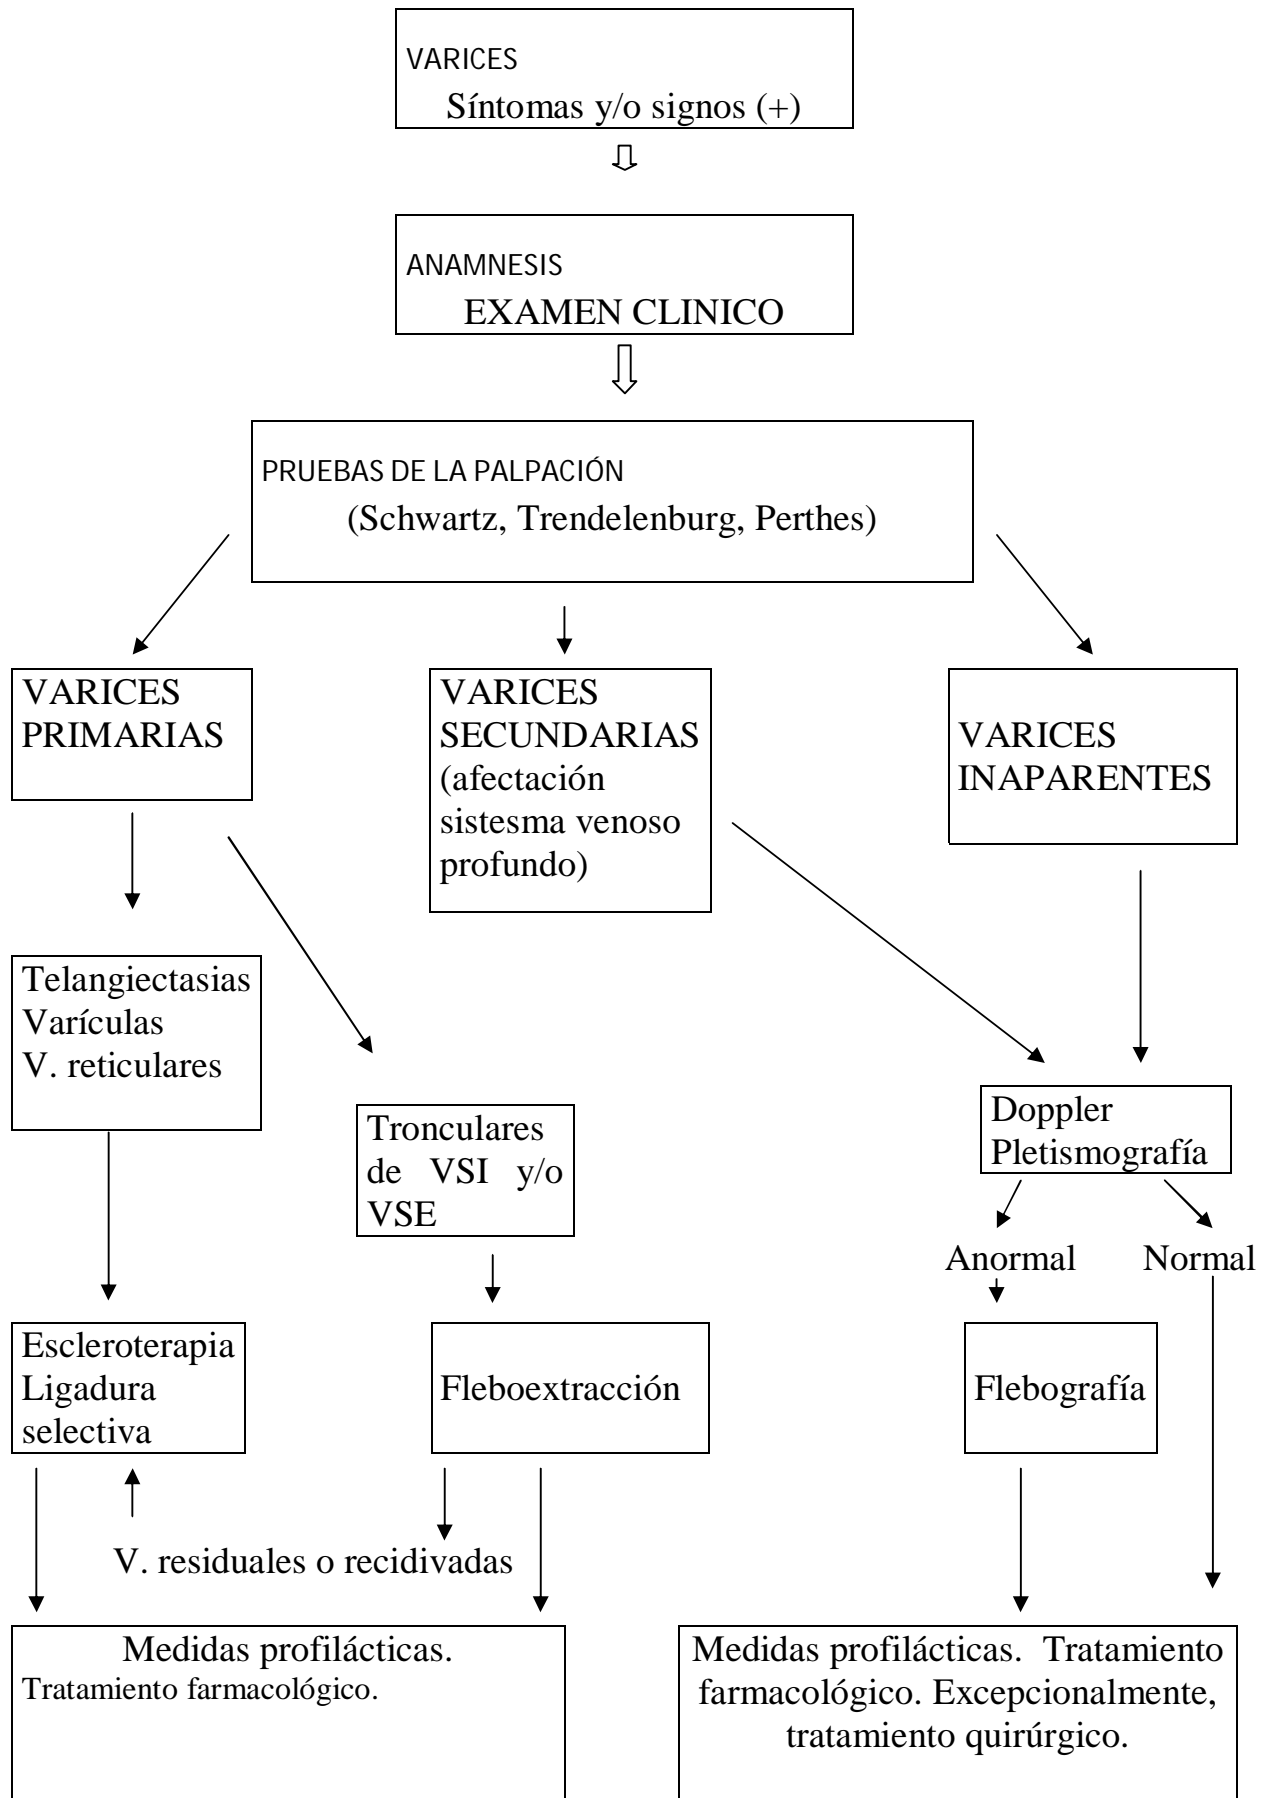 VARICES
Síntomas y/o signos (+)
ANAMNESIS
EXAMEN CLINICO
PRUEBAS DE LA PALPACIÓN
(Schwartz, Trendelenburg, Perthes)
VARICES
PRIMARIAS
VARICES
SECUNDARIAS
(afectación
sistesma venoso
profundo)
VARICES
INAPARENTES
Telangiectasias
Varículas
V. reticulares
Tronculares
de VSI y/o
VSE
Doppler
Pletismografía
Anormal
Normal
Escleroterapia
Ligadura
selectiva
Fleboextracción
Flebografía
V. residuales o recidivadas
Medidas profilácticas.
Tratamiento farmacológico.
Medidas profilácticas. Tratamiento
farmacológico. Excepcionalmente,
tratamiento quirúrgico.